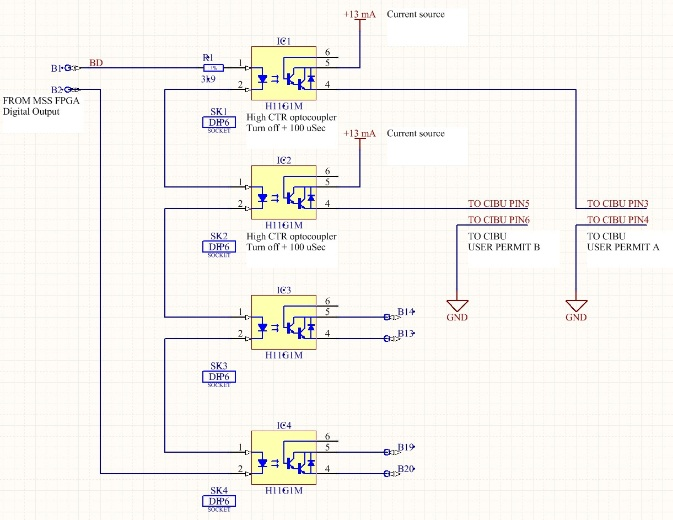 +13 mA Current source
IC1
B1 BD R1 1 6
1% 5
3k9
B2 2 4
FROM MSS FPGA
Digital Output
H11G1M
SK1 High CTR optocoupler
DIP6 Turn off + 100 uSec
SOCKET
+13 mA Current source
IC2
6
1 5
2 4 TO CIBU PIN5 TO CIBU PIN3
H11G1M TO CIBU PIN6 TO CIBU PIN4
SK2 High CTR optocoupler TO CIBU TO CIBU
DIP6 Turn off + 100 uSec USER PERMIT B USER PERMIT A
SOCKET
IC3
6
1 5 B14 GND GND
2 4 B13
H11G1M
SK3
DIP6
SOCKET
IC4
6
1 5 B19
2 4 B20
H11G1M
SK4
DIP6
SOCKET